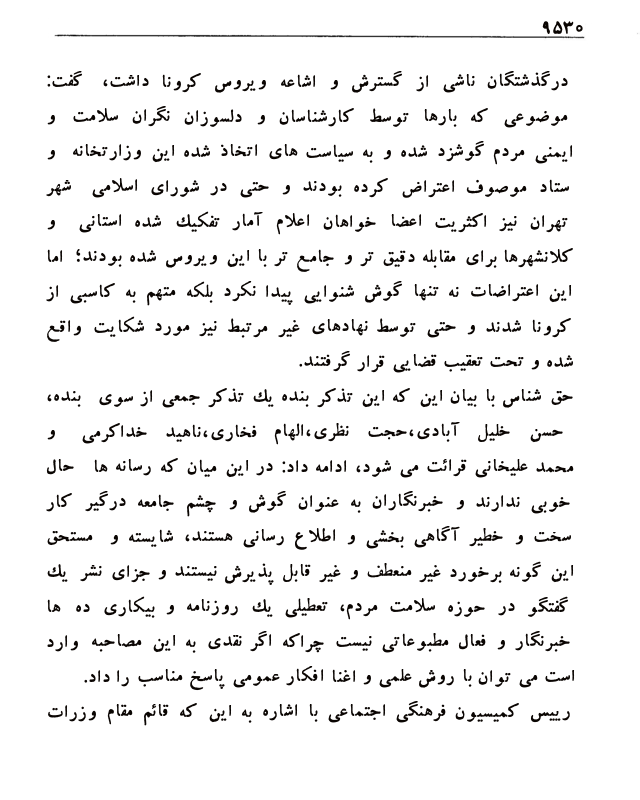 ۹۵۳۰
درگذشتگان ناشی از گسترش و اشاعه ویروس کرونا داشت، گفت:
موضوعی که بارها توسط کارشناسان و دلسوزان نگران سلامت و
ایمنی مردم گوشزد شده و به سیاست های اتخاذ شده این وزارتخانه و
ستاد موصوف اعتراض کرده بودند و حتی در شورای اسلامی شهر
تهران نیز اکثریت اعضا خواهان اعلام آمار تفکیك شده استانی و
کلانشهرها برای مقابله دقیق تر و جامع تر با این ویروس شده بودند؛ اما
این اعتراضات نه تنها گوش شنوایی پیدا نکرد بلکه متهم به کاسبی از
کرونا شدند و حتی توسط نهادهای غیر مرتبط نیز مورد شکایت واقع
شده و تحت تعقیب قضایی قرار گرفتند.
حق شناس با بیان این که این تذکر بنده یك تذکر جمعی از سوی بنده،
حسن خلیل آبادی،حجت نظری،الهام فخاری،ناهید خداکرمی و
محمد علیخانی قرائت می شود، ادامه داد: در این میان که رسانه ها حال
خوبی ندارند و خبرنگاران به عنوان گوش و چشم جامعه درگیر کار
سخت و خطیر آگاهی بخشی و اطلاع رسانی هستند، شایسته و مستحق
این گونه برخورد غیر منعطف و غیر قابل پذیرش نیستند و جزای نشر یك
گفتگو در حوزه سلامت مردم، تعطیلی یك روزنامه و بیکاری ده ها
خبرنگار و فعال مطبوعاتی نیست چراکه اگر نقدی به این مصاحبه وارد
است می توان با روش علمی و اغنا افکار عمومی پاسخ مناسب را داد.
رییس کمیسیون فرهنگی اجتماعی با اشاره به این که قائم مقام وزرات